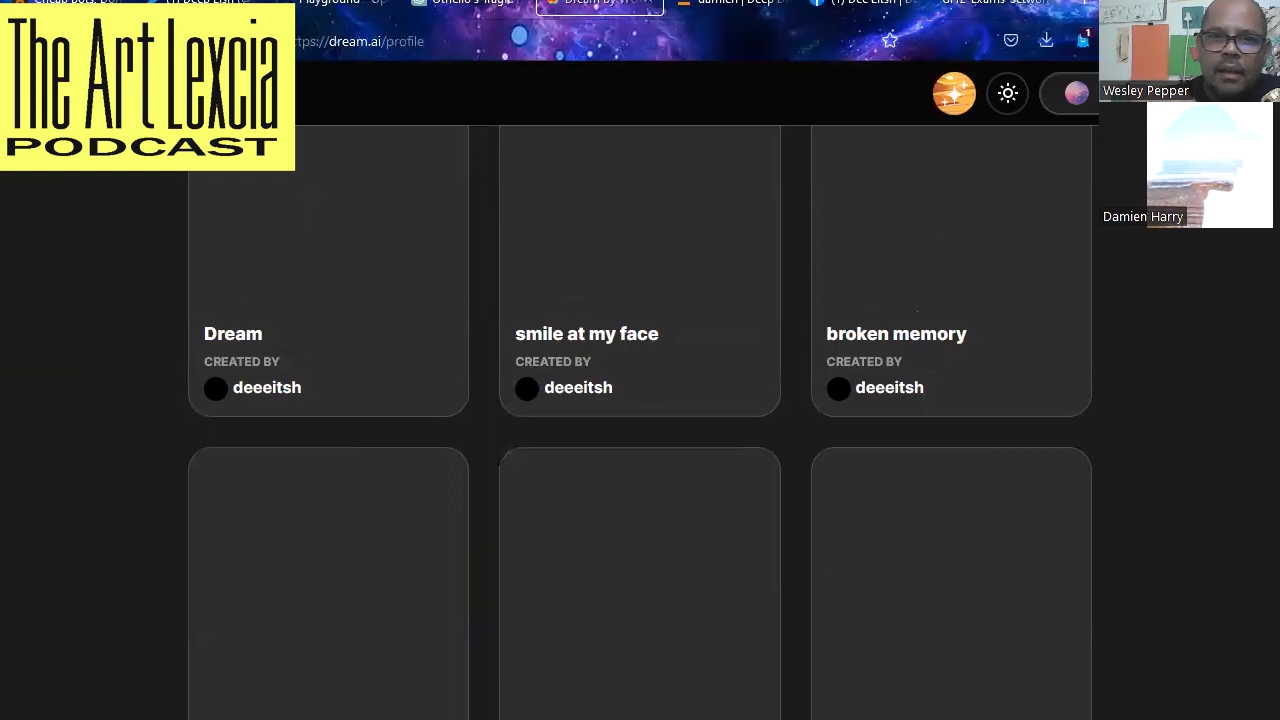 The Art Lexcia
PODCAST
https://dream.ai/profile
1
Wesley Pepper
Damien Harry
Dream
smile at my face
broken memory
CREATED BY
CREATED BY
CREATED BY
deeeitsh
deeeitsh
deeeitsh